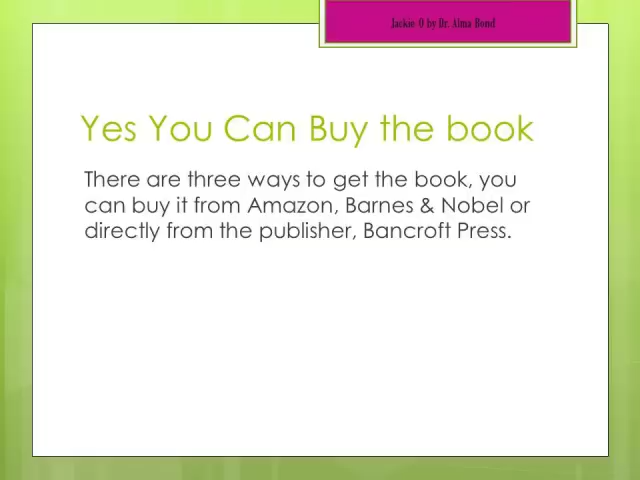 Jackie O by Dr. Alma Bond
Yes You Can Buy the book
There are three ways to get the book, you
can buy it from Amazon, Barnes & Nobel or
directly from the publisher, Bancroft Press.